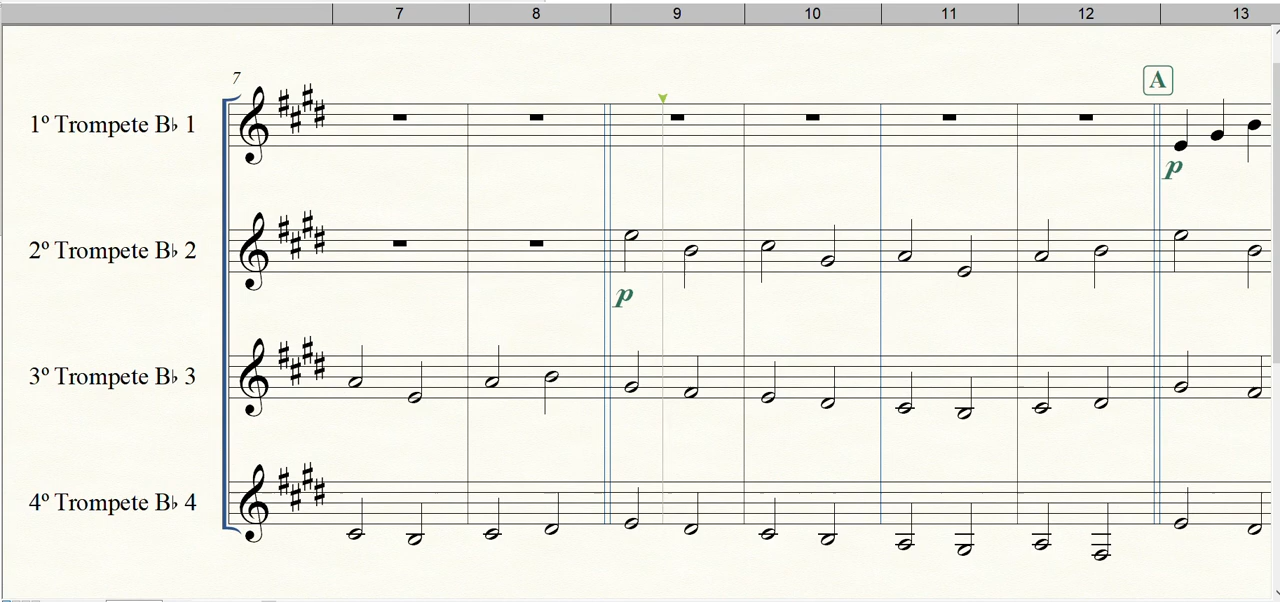 7 8 9 10 11 12 13
7
A
1º Trompete B♭ 1
p
2º Trompete B♭ 2
p
3º Trompete B♭ 3
4º Trompete B♭ 4